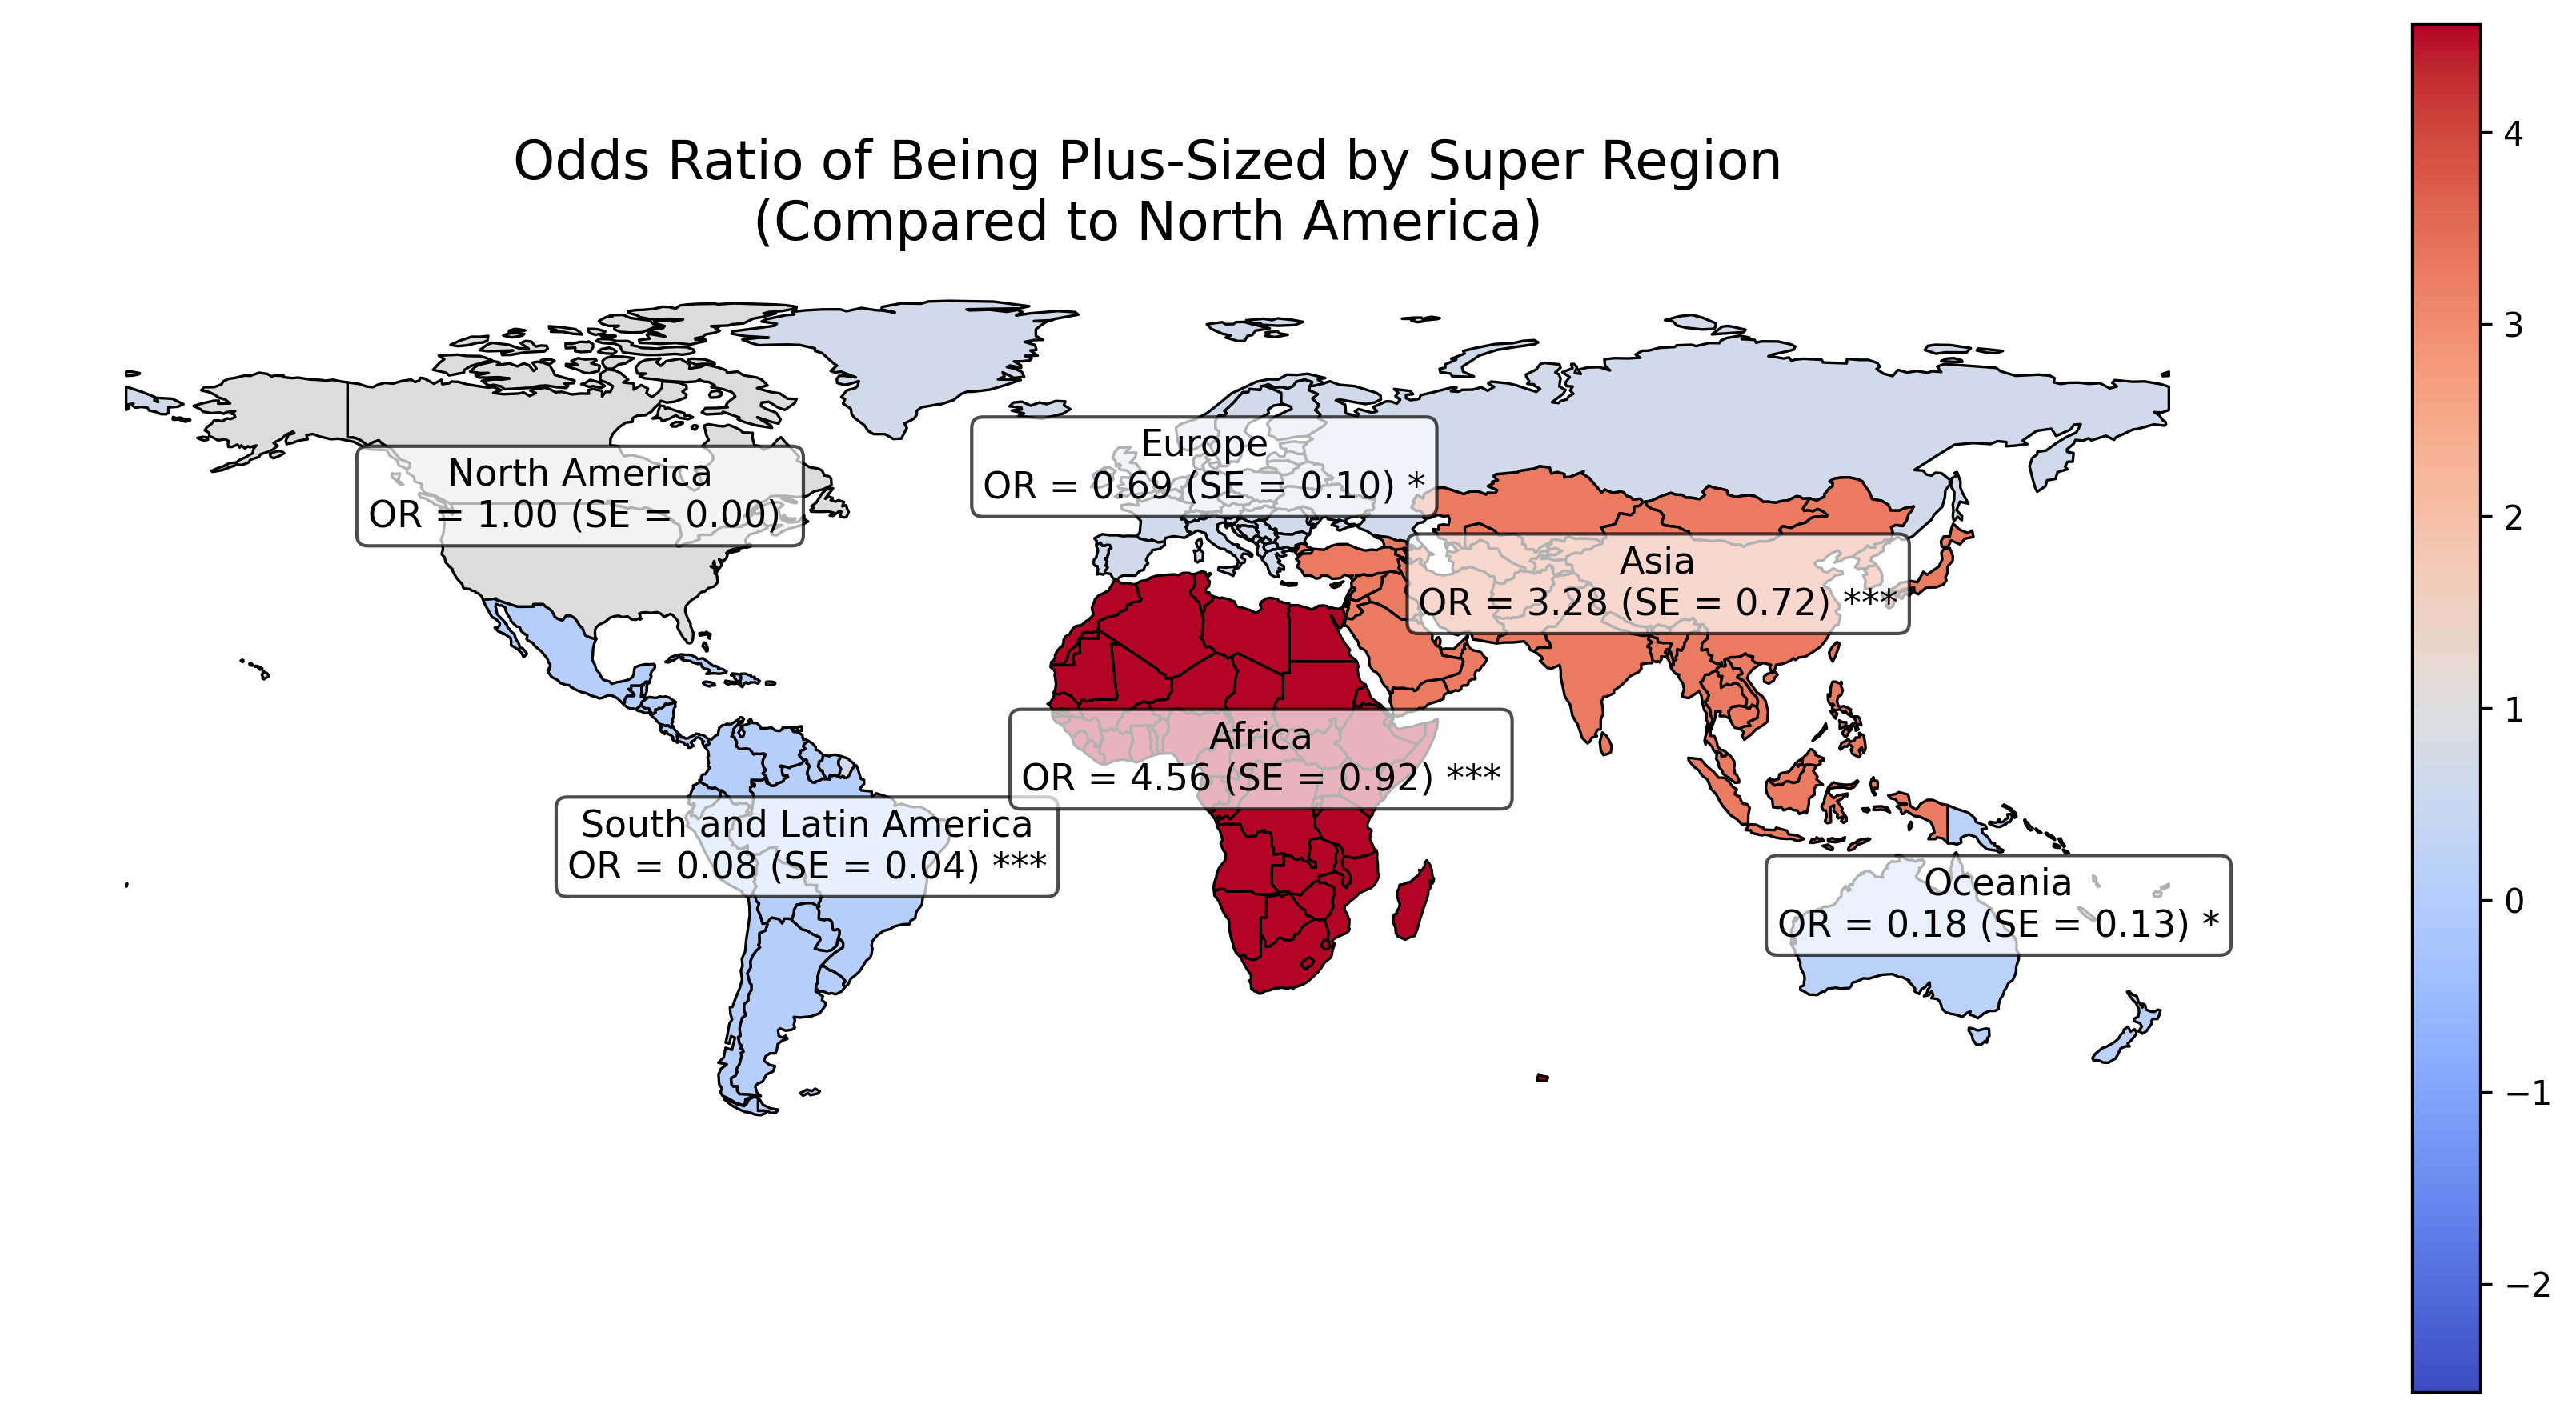 Odds Ratio of Being Plus-Sized by Super Region
(Compared to North America)
North America
OR = 1.00 (SE = 0.00)
Europe
OR = 0.69 (SE = 0.10) *
Asia
OR = 3.28 (SE = 0.72) ***
Africa
OR = 4.56 (SE = 0.92) ***
South and Latin America
OR = 0.08 (SE = 0.04) ***
Oceania
OR = 0.18 (SE = 0.13) *
4
3
2
1
0
−1
−2